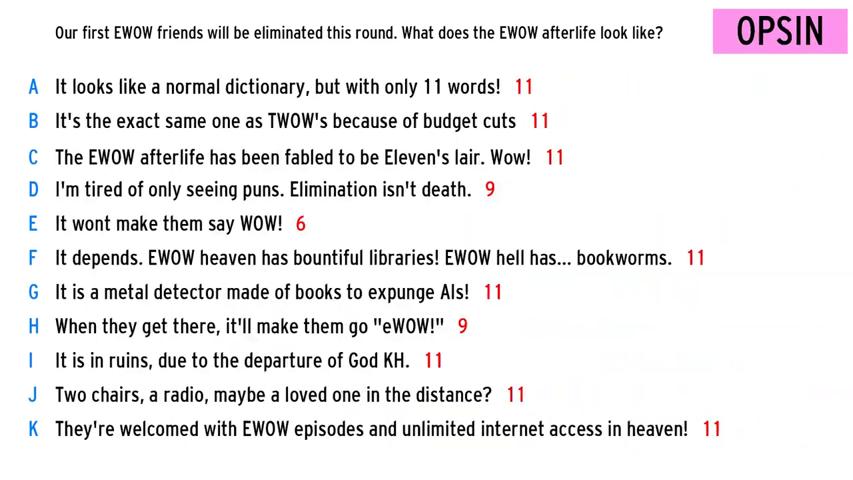 Our first EWOW friends will be eliminated this round. What does the EWOW afterlife look like?
OPSIN
A It looks like a normal dictionary, but with only 11 words! 11
B It's the exact same one as TWOW's because of budget cuts 11
C The EWOW afterlife has been fabled to be Eleven's lair. Wow! 11
D I'm tired of only seeing puns. Elimination isn't death. 9
E It wont make them say WOW! 6
F It depends. EWOW heaven has bountiful libraries! EWOW hell has... bookworms. 11
G It is a metal detector made of books to expunge AIs! 11
H When they get there, it'll make them go "eWOW!" 9
I It is in ruins, due to the departure of God KH. 11
J Two chairs, a radio, maybe a loved one in the distance? 11
K They're welcomed with EWOW episodes and unlimited internet access in heaven! 11